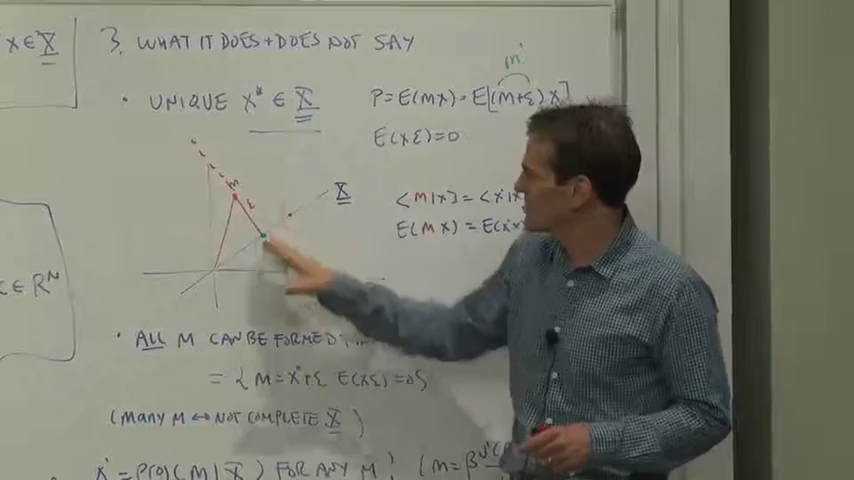 X ∈ X
3. WHAT IT DOES + DOES NOT SAY
m'
• UNIQUE X* ∈ X
P = E(MX) = E[(M+ε)X]
E(Xε) = 0
M
ε
X
<M|X> = <X*|X
E(MX) = E(X*X
C ∈ R^N
• ALL M CAN BE FORMED
= { M = X*+ε E(Xε) = 0}
(MANY M ↔ NOT COMPLETE X)
X* = PROJ(M|X) FOR ANY M! (M = β